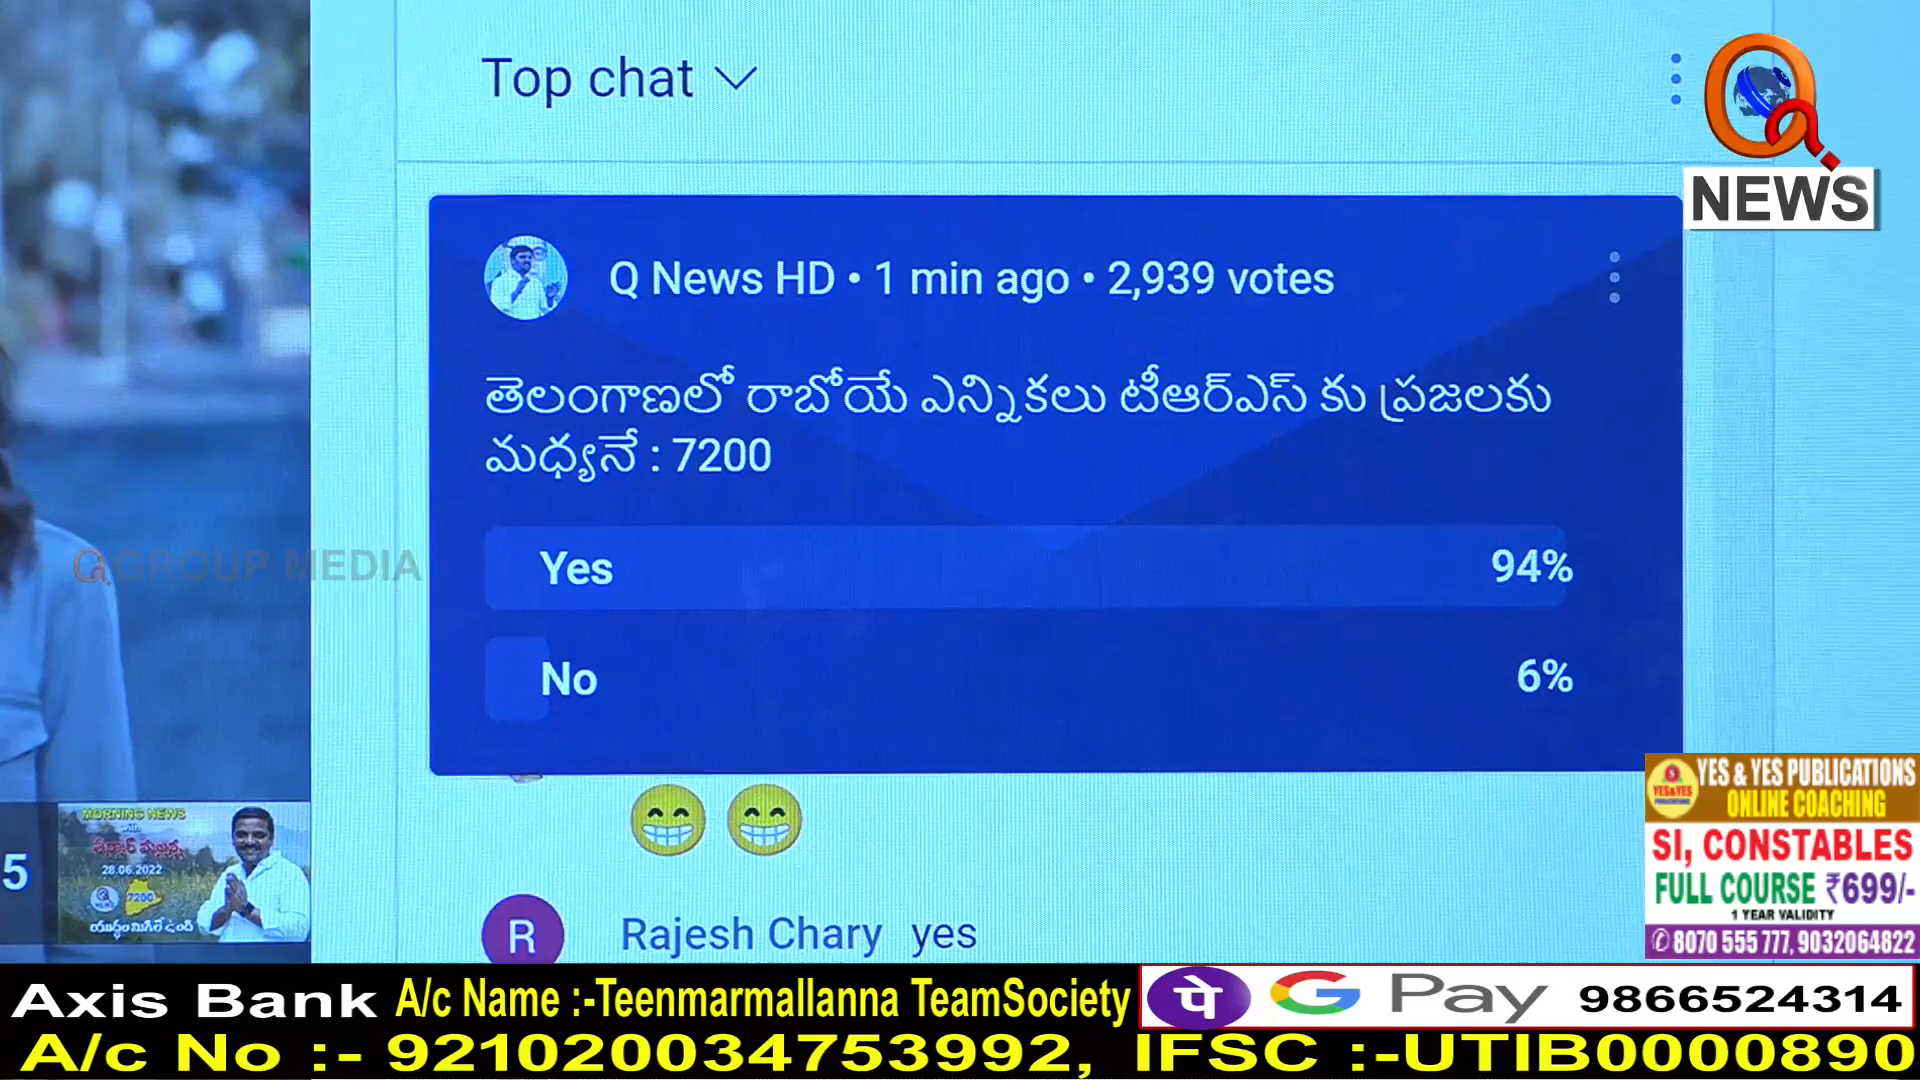 Top chat
Q
NEWS
Q News HD • 1 min ago • 2,939 votes
తెలంగాణలో రాబోయే ఎన్నికలు టీఆర్ఎస్ కు ప్రజలకు
మధ్యనే : 7200
Yes 94%
No 6%
Q GROUP MEDIA
R Rajesh Chary yes
5
MORNING NEWS
with
28.06.2022
7200
YES & YES PUBLICATIONS
ONLINE COACHING
SI, CONSTABLES
FULL COURSE ₹699/-
1 YEAR VALIDITY
✆ 8070 555 777, 9032064822
Axis Bank A/c Name :-Teenmarmallanna TeamSociety
पे G Pay 9866524314
A/c No :- 921020034753992, IFSC :-UTIB0000890